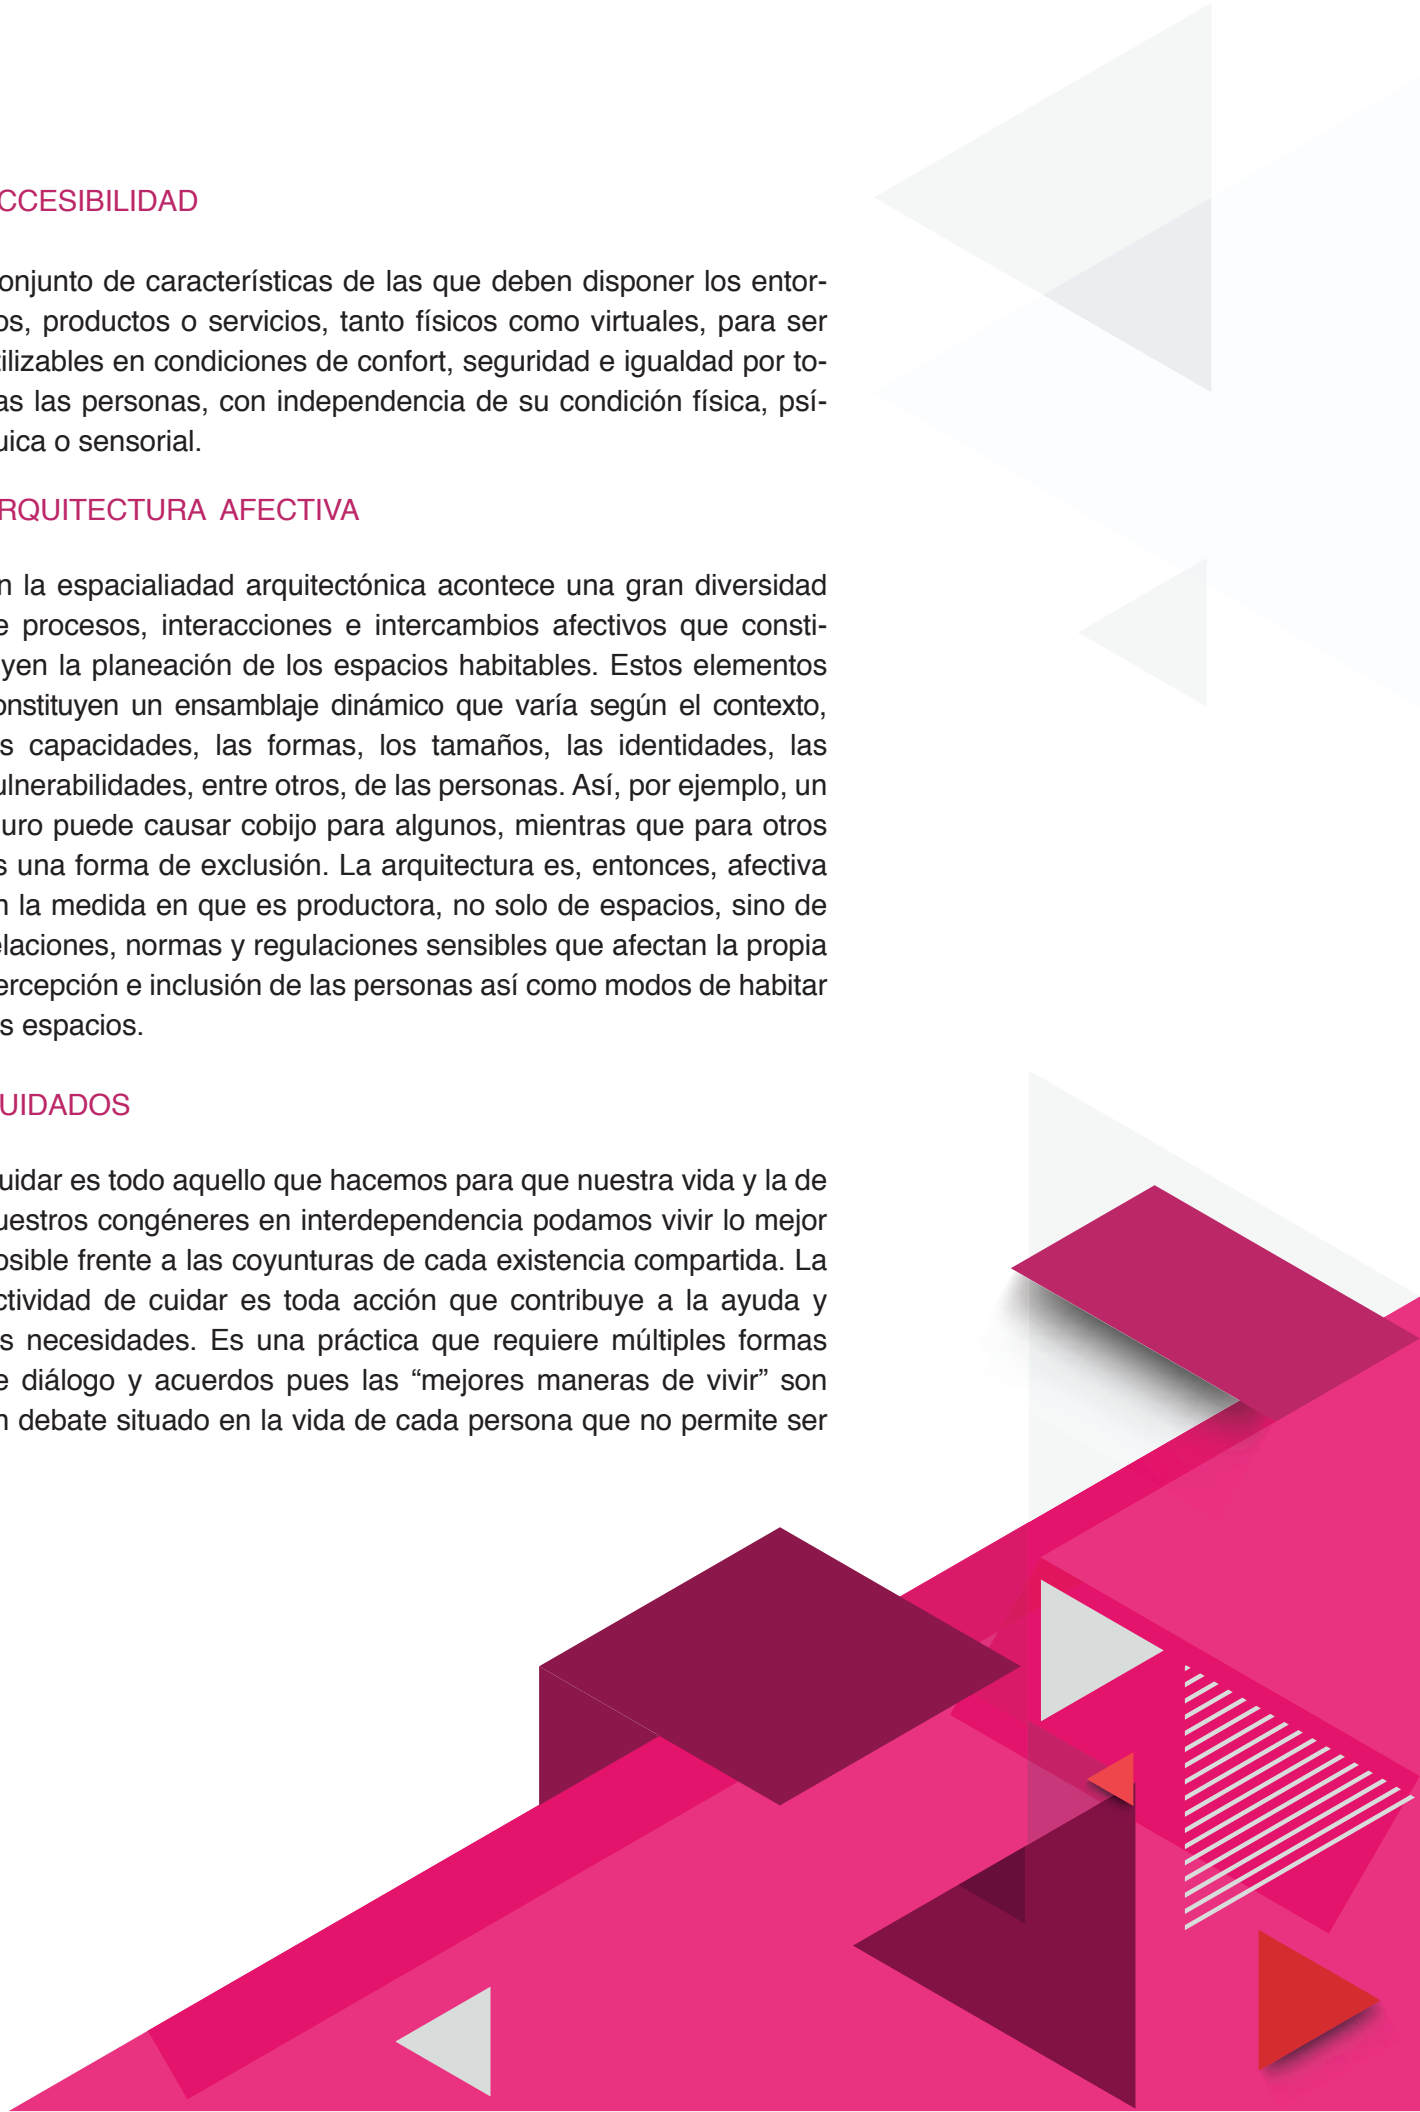 CCESIBILIDAD
onjunto de características de las que deben disponer los entor-
os, productos o servicios, tanto físicos como virtuales, para ser
tilizables en condiciones de confort, seguridad e igualdad por to-
as las personas, con independencia de su condición física, psí-
uica o sensorial.
RQUITECTURA AFECTIVA
n la espacialiadad arquitectónica acontece una gran diversidad
e procesos, interacciones e intercambios afectivos que consti-
yen la planeación de los espacios habitables. Estos elementos
onstituyen un ensamblaje dinámico que varía según el contexto,
s capacidades, las formas, los tamaños, las identidades, las
ulnerabilidades, entre otros, de las personas. Así, por ejemplo, un
uro puede causar cobijo para algunos, mientras que para otros
s una forma de exclusión. La arquitectura es, entonces, afectiva
n la medida en que es productora, no solo de espacios, sino de
elaciones, normas y regulaciones sensibles que afectan la propia
ercepción e inclusión de las personas así como modos de habitar
s espacios.
UIDADOS
uidar es todo aquello que hacemos para que nuestra vida y la de
uestros congéneres en interdependencia podamos vivir lo mejor
osible frente a las coyunturas de cada existencia compartida. La
ctividad de cuidar es toda acción que contribuye a la ayuda y
s necesidades. Es una práctica que requiere múltiples formas
e diálogo y acuerdos pues las “mejores maneras de vivir” son
n debate situado en la vida de cada persona que no permite ser